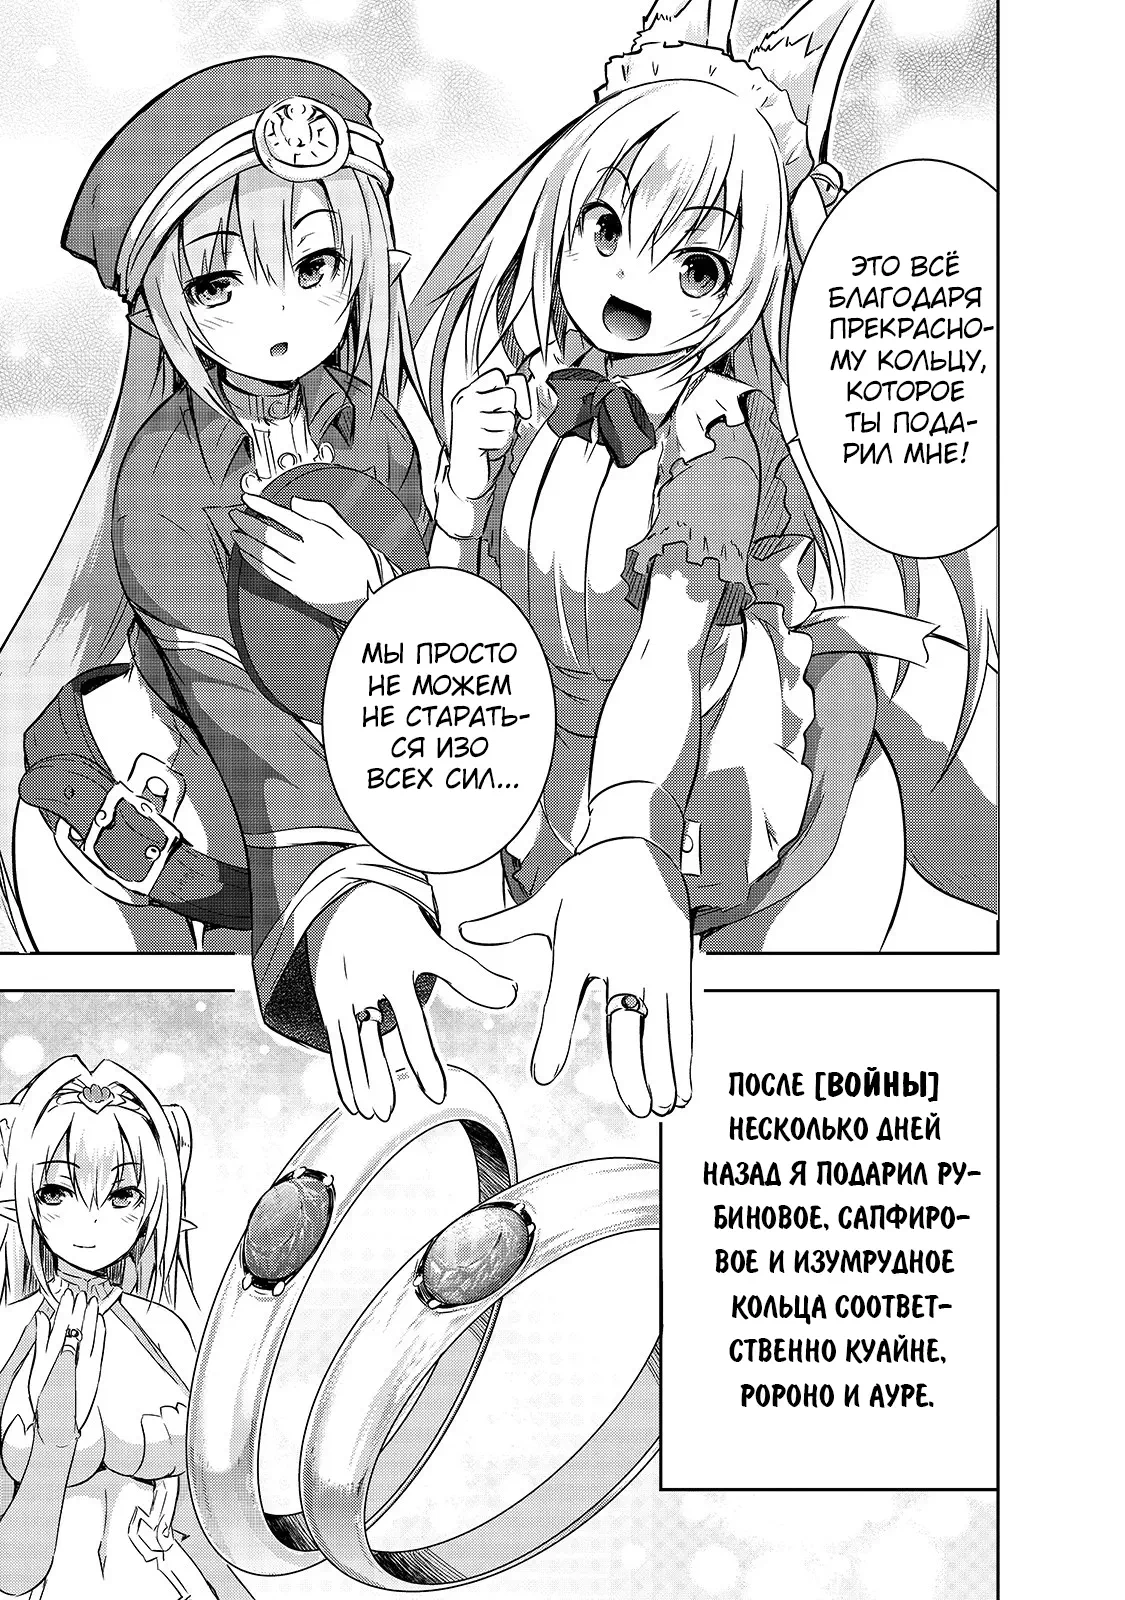 ЭТО ВСЁ
БЛАГОДАРЯ
ПРЕКРАСНО-
МУ КОЛЬЦУ,
КОТОРОЕ
ТЫ ПОДА-
РИЛ МНЕ!
МЫ ПРОСТО
НЕ МОЖЕМ
НЕ СТАРАТЬ-
СЯ ИЗО
ВСЕХ СИЛ...
ПОСЛЕ [ВОЙНЫ]
НЕСКОЛЬКО ДНЕЙ
НАЗАД Я ПОДАРИЛ РУ-
БИНОВОЕ, САПФИРО-
ВОЕ И ИЗУМРУДНОЕ
КОЛЬЦА СООТВЕТ-
СТВЕННО КУАЙНЕ,
РОРОНО И АУРЕ.